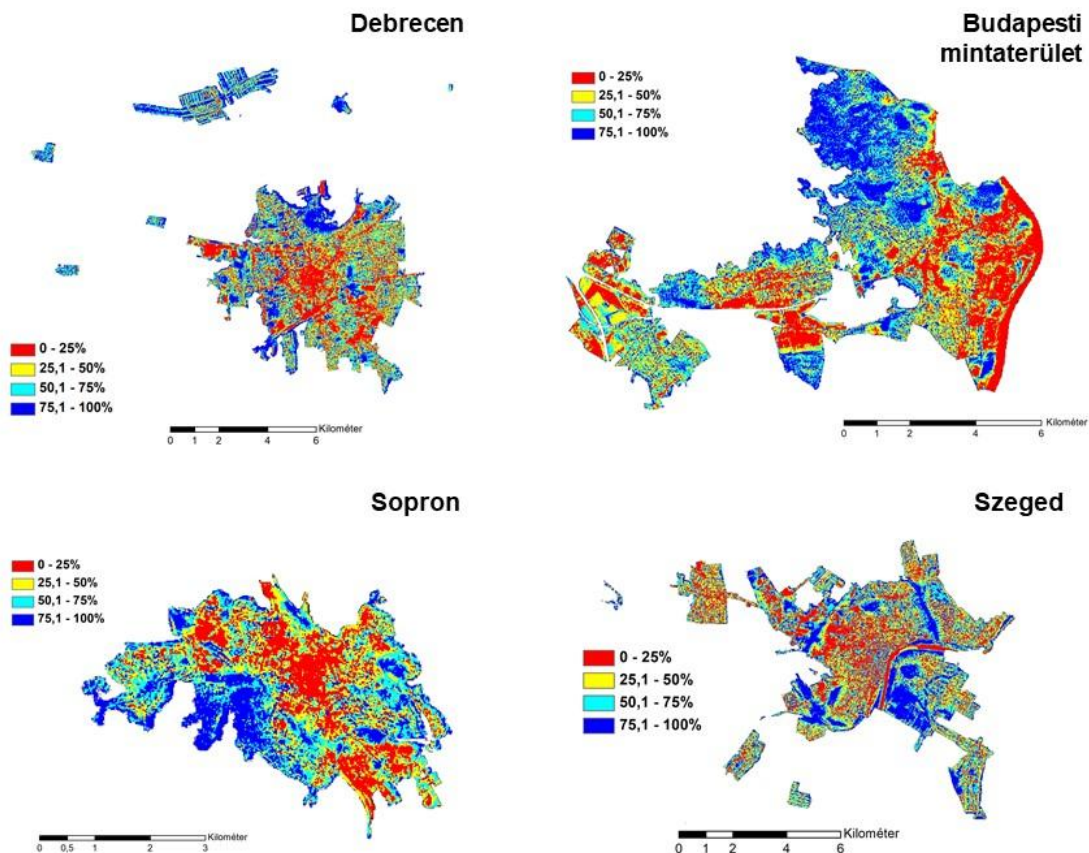 Debrecen
0 - 25%
25,1 - 50%
50,1 - 75%
75,1 - 100%
0 1 2 4 6 Kilométer
Budapesti
mintaterület
0 - 25%
25,1 - 50%
50,1 - 75%
75,1 - 100%
0 1 2 4 6 Kilométer
Sopron
0 - 25%
25,1 - 50%
50,1 - 75%
75,1 - 100%
0 0,5 1 2 3 Kilométer
Szeged
0 - 25%
25,1 - 50%
50,1 - 75%
75,1 - 100%
0 1 2 4 6 Kilométer